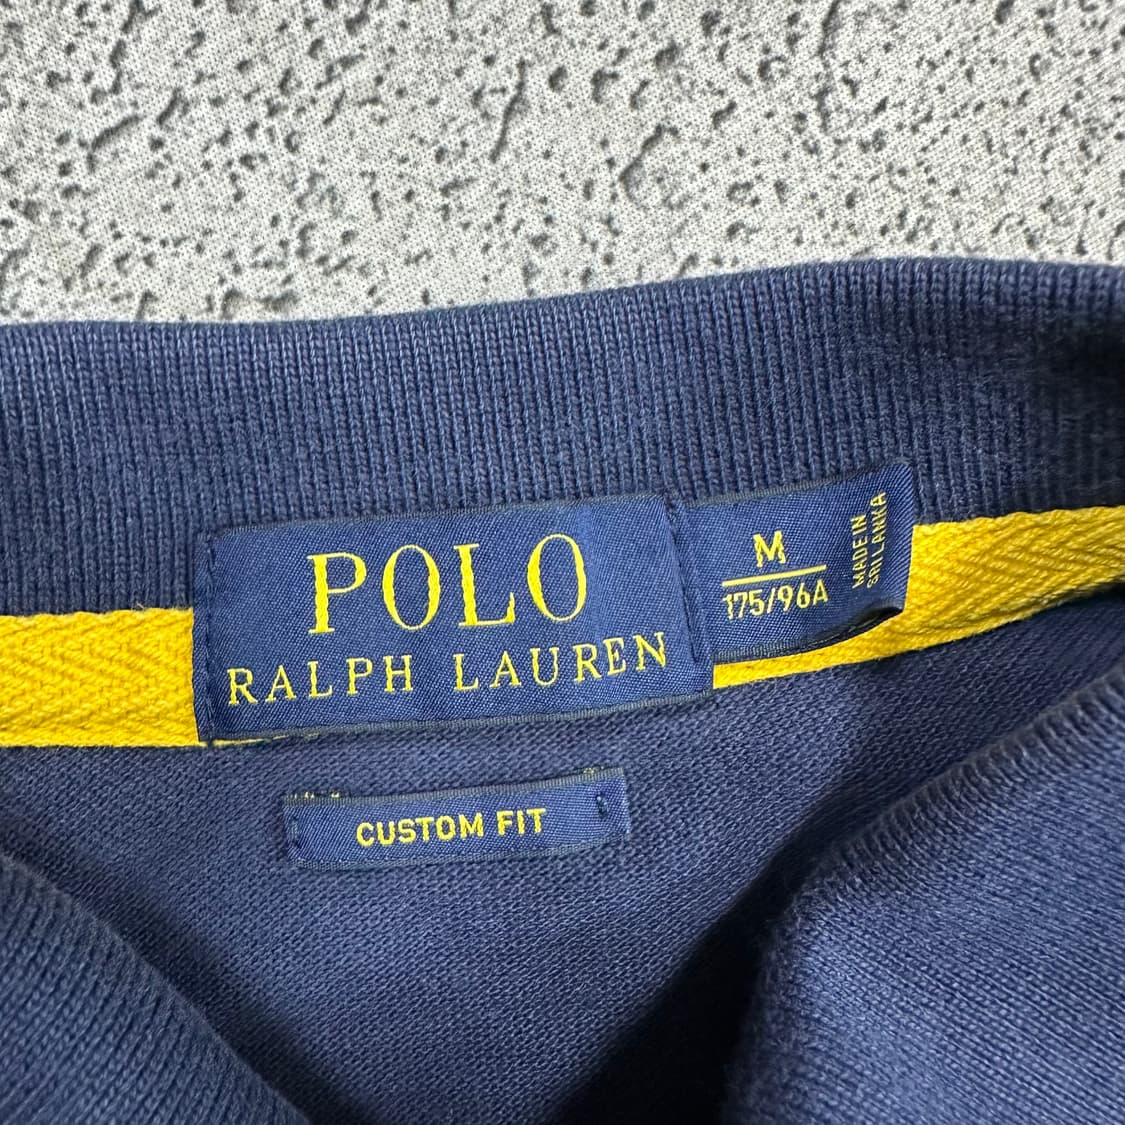 POLO
RALPH LAUREN
M
175/96A
MADE IN
SRI LANKA
CUSTOM FIT